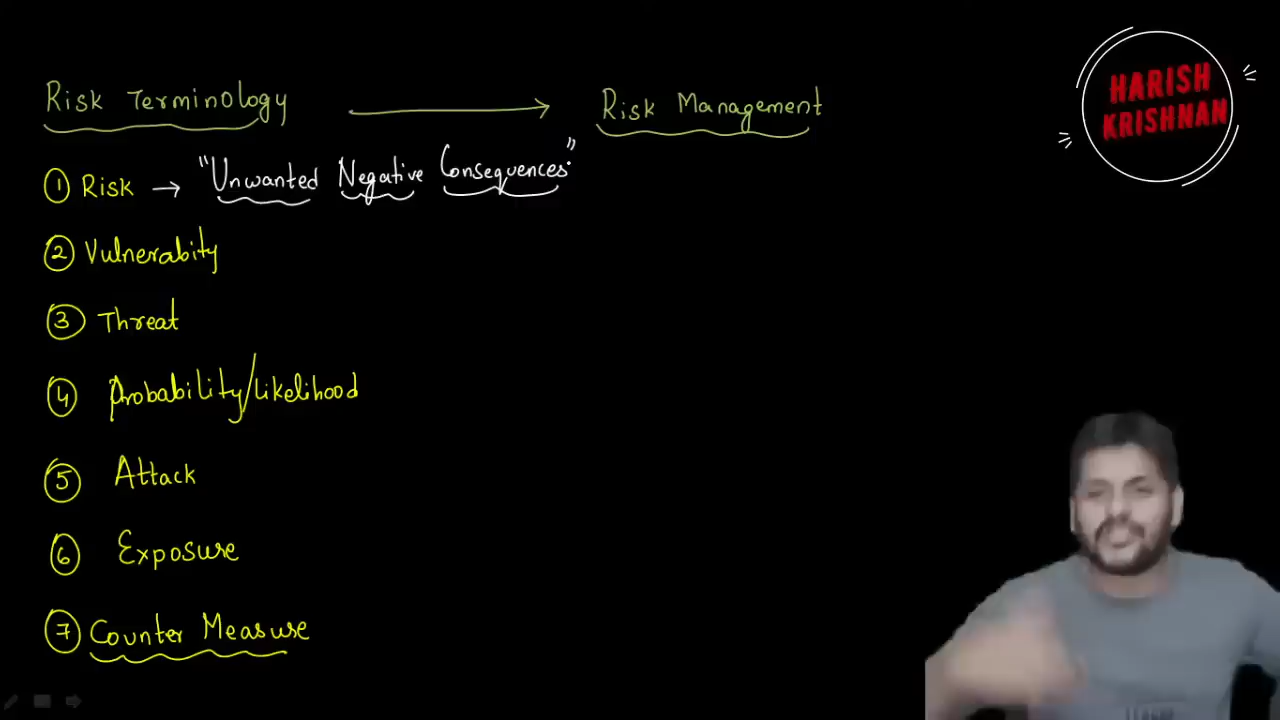 Risk Terminology → Risk Management
① Risk → "Unwanted Negative Consequences"
② Vulnerabity
③ Threat
④ Probability/likelihood
⑤ Attack
⑥ Exposure
⑦ Counter Measure
HARISH
KRISHNAN